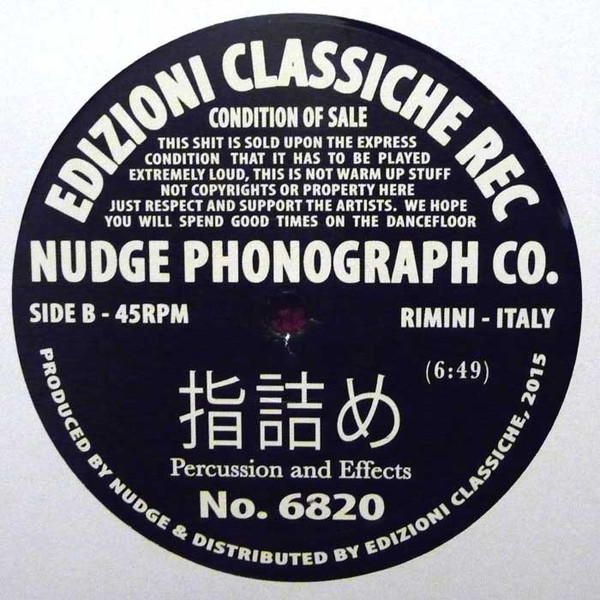 EDIZIONI CLASSICHE REC
CONDITION OF SALE
THIS SHIT IS SOLD UPON THE EXPRESS
CONDITION THAT IT HAS TO BE PLAYED
EXTREMELY LOUD, THIS IS NOT WARM UP STUFF
NOT COPYRIGHTS OR PROPERTY HERE
JUST RESPECT AND SUPPORT THE ARTISTS. WE HOPE
YOU WILL SPEND GOOD TIMES ON THE DANCEFLOOR
NUDGE PHONOGRAPH CO.
SIDE B - 45RPM
RIMINI - ITALY
(6:49)
指詰め
Percussion and Effects
No. 6820
PRODUCED BY NUDGE & DISTRIBUTED BY EDIZIONI CLASSICHE, 2015